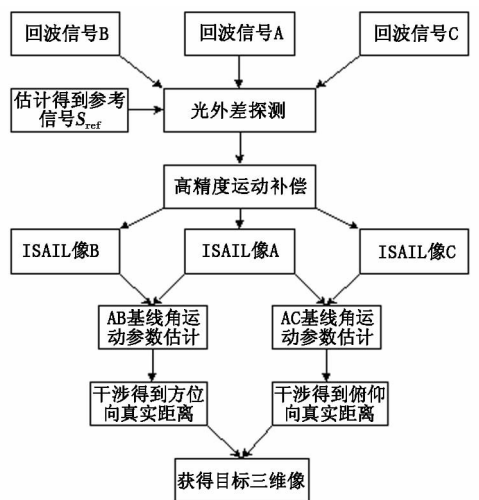 回波信号B
回波信号A
回波信号C
估计得到参考
信号Sref
光外差探测
高精度运动补偿
ISAIL像B
ISAIL像A
ISAIL像C
AB基线角运
动参数估计
AC基线角运
动参数估计
干涉得到方位
向真实距离
干涉得到俯仰
向真实距离
获得目标三维像